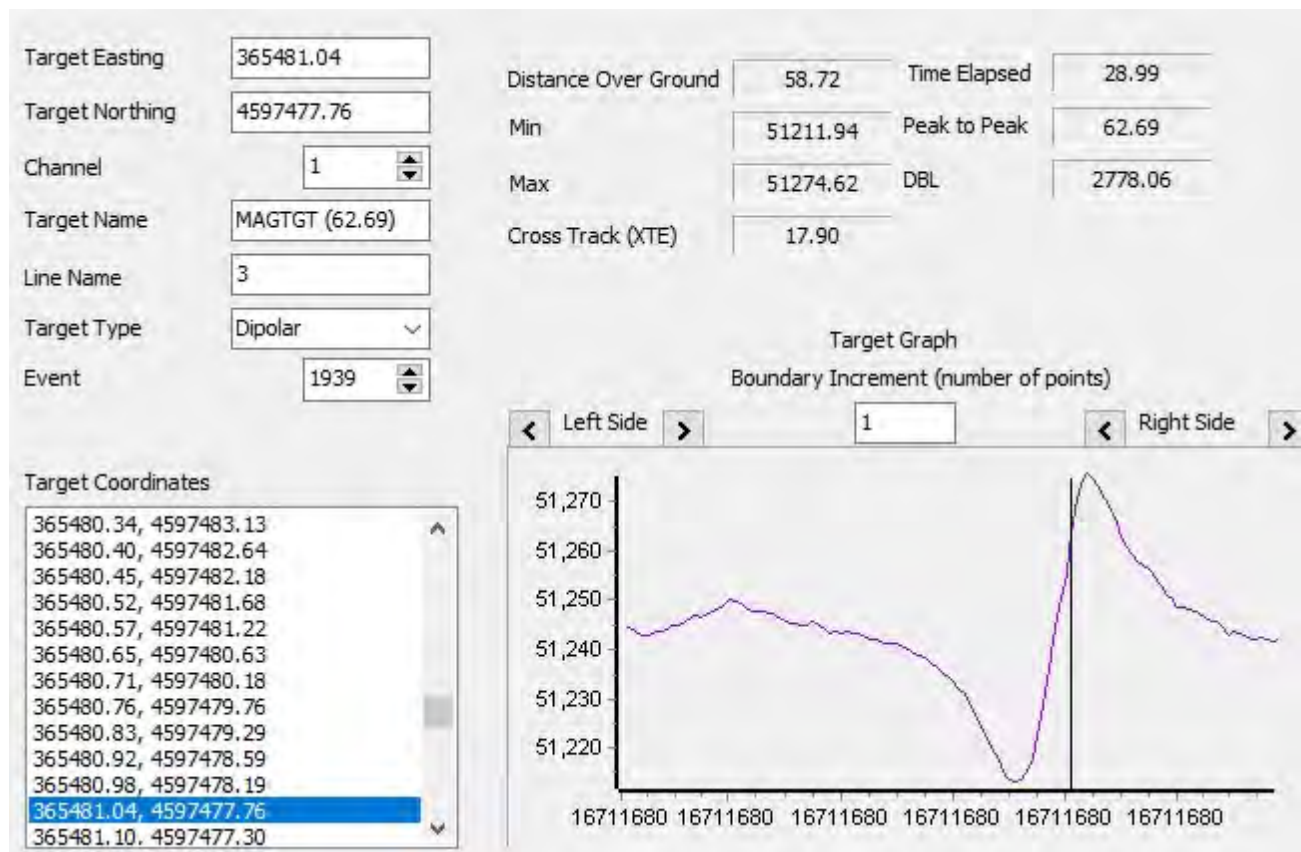 Target Easting 365481.04
Target Northing 4597477.76
Channel 1
Target Name MAGTGT (62.69)
Line Name 3
Target Type Dipolar
Event 1939
Distance Over Ground 58.72 Time Elapsed 28.99
Min 51211.94 Peak to Peak 62.69
Max 51274.62 DBL 2778.06
Cross Track (XTE) 17.90
Target Coordinates
365480.34, 4597483.13
365480.40, 4597482.64
365480.45, 4597482.18
365480.52, 4597481.68
365480.57, 4597481.22
365480.65, 4597480.63
365480.71, 4597480.18
365480.76, 4597479.76
365480.83, 4597479.29
365480.92, 4597478.59
365480.98, 4597478.19
365481.04, 4597477.76
365481.10, 4597477.30
Target Graph
Boundary Increment (number of points)
< Left Side > 1 < Right Side >
51,270
51,260
51,250
51,240
51,230
51,220
16711680 16711680 16711680 16711680 16711680 16711680